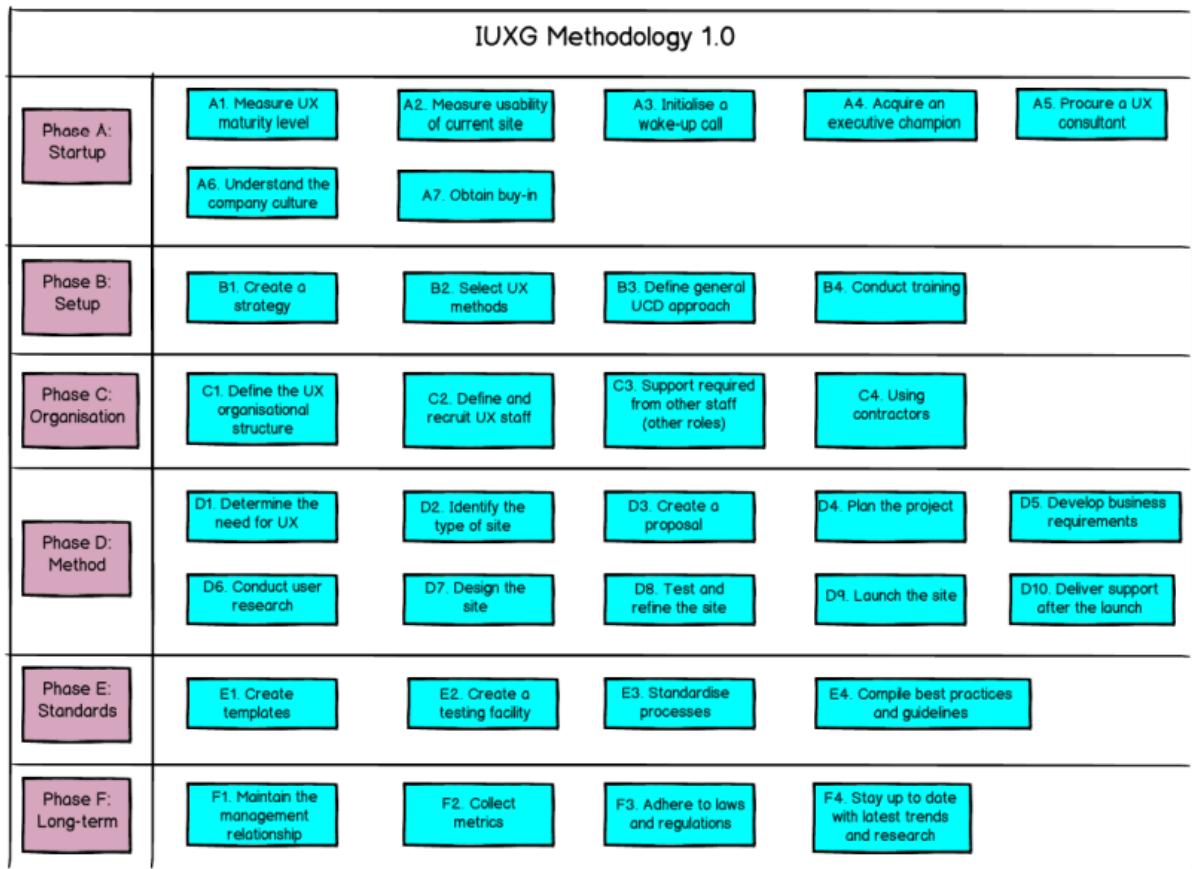 IUXG Methodology 1.0
Phase A:
Startup
A1. Measure UX
maturity level
A2. Measure usability
of current site
A3. Initialise a
wake-up call
A4. Acquire an
executive champion
A5. Procure a UX
consultant
A6. Understand the
company culture
A7. Obtain buy-in
Phase B:
Setup
B1. Create a
strategy
B2. Select UX
methods
B3. Define general
UCD approach
B4. Conduct training
Phase C:
Organisation
C1. Define the UX
organisational
structure
C2. Define and
recruit UX staff
C3. Support required
from other staff
(other roles)
C4. Using
contractors
Phase D:
Method
D1. Determine the
need for UX
D2. Identify the
type of site
D3. Create a
proposal
D4. Plan the project
D5. Develop business
requirements
D6. Conduct user
research
D7. Design the
site
D8. Test and
refine the site
D9. Launch the site
D10. Deliver support
after the launch
Phase E:
Standards
E1. Create
templates
E2. Create a
testing facility
E3. Standardise
processes
E4. Compile best practices
and guidelines
Phase F:
Long-term
F1. Maintain the
management
relationship
F2. Collect
metrics
F3. Adhere to laws
and regulations
F4. Stay up to date
with latest trends
and research